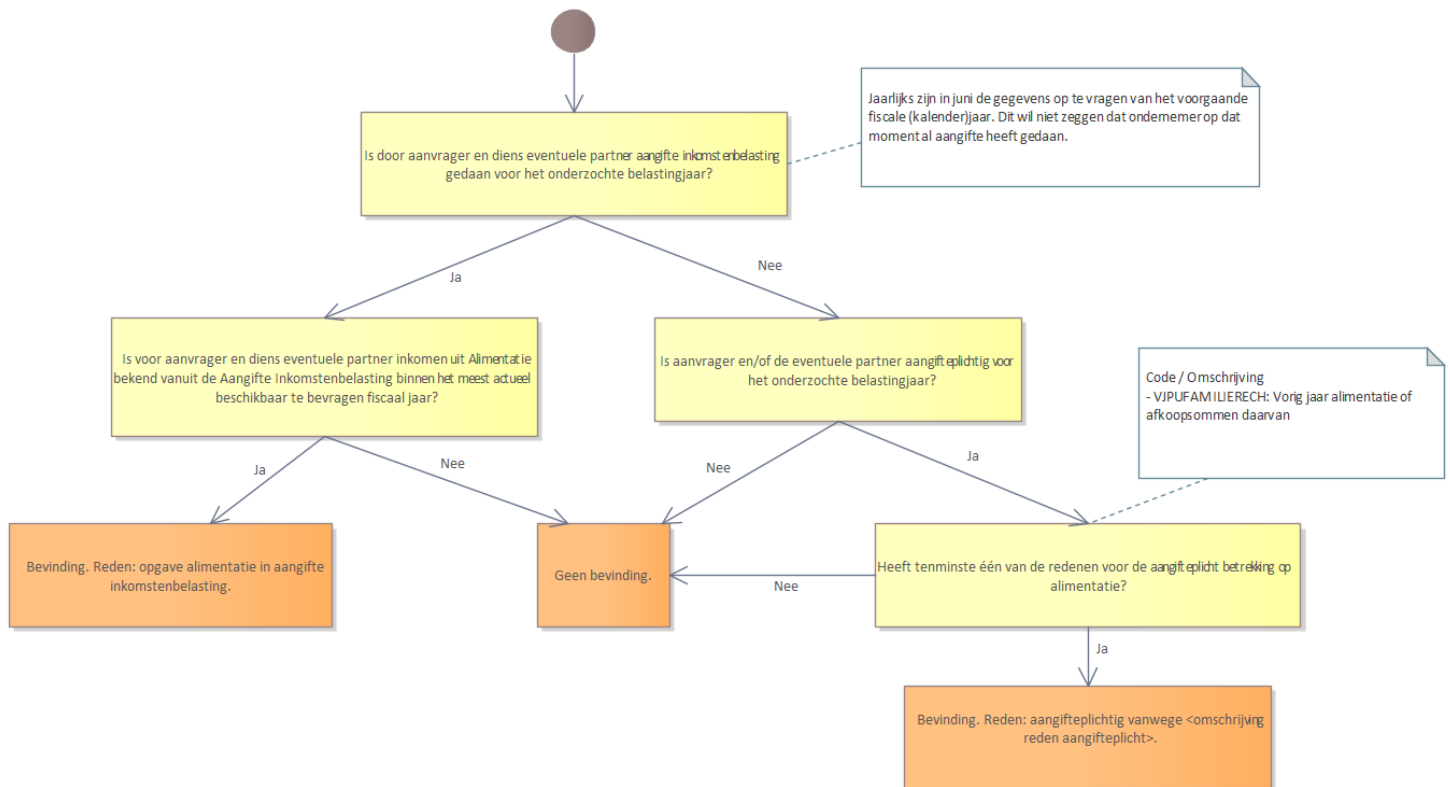 Jaarlijks zijn in juni de gegevens op te vragen van het voorgaande
fiscale (kalender)jaar. Dit wil niet zeggen dat ondernemer op dat
moment al aangifte heeft gedaan.
Is door aanvrager en diens eventuele partner aangifte inkomstenbelasting
gedaan voor het onderzochte belastingjaar?
Ja
Nee
Is voor aanvrager en diens eventuele partner inkomen uit Alimentatie
bekend vanuit de Aangifte Inkomstenbelasting binnen het meest actueel
beschikbaar te bevragen fiscaal jaar?
Is aanvrager en/of de eventuele partner aangifteplichtig voor
het onderzochte belastingjaar?
Code / Omschrijving
- VJPUFAMILIERECH: Vorig jaar alimentatie of
afkoopsommen daarvan
Ja
Nee
Nee
Ja
Bevinding. Reden: opgave alimentatie in aangifte
inkomstenbelasting.
Geen bevinding.
Nee
Heeft tenminste één van de redenen voor de aangifteplicht betrekking op
alimentatie?
Ja
Bevinding. Reden: aangifteplichtig vanwege <omschrijving
reden aangifteplicht>.